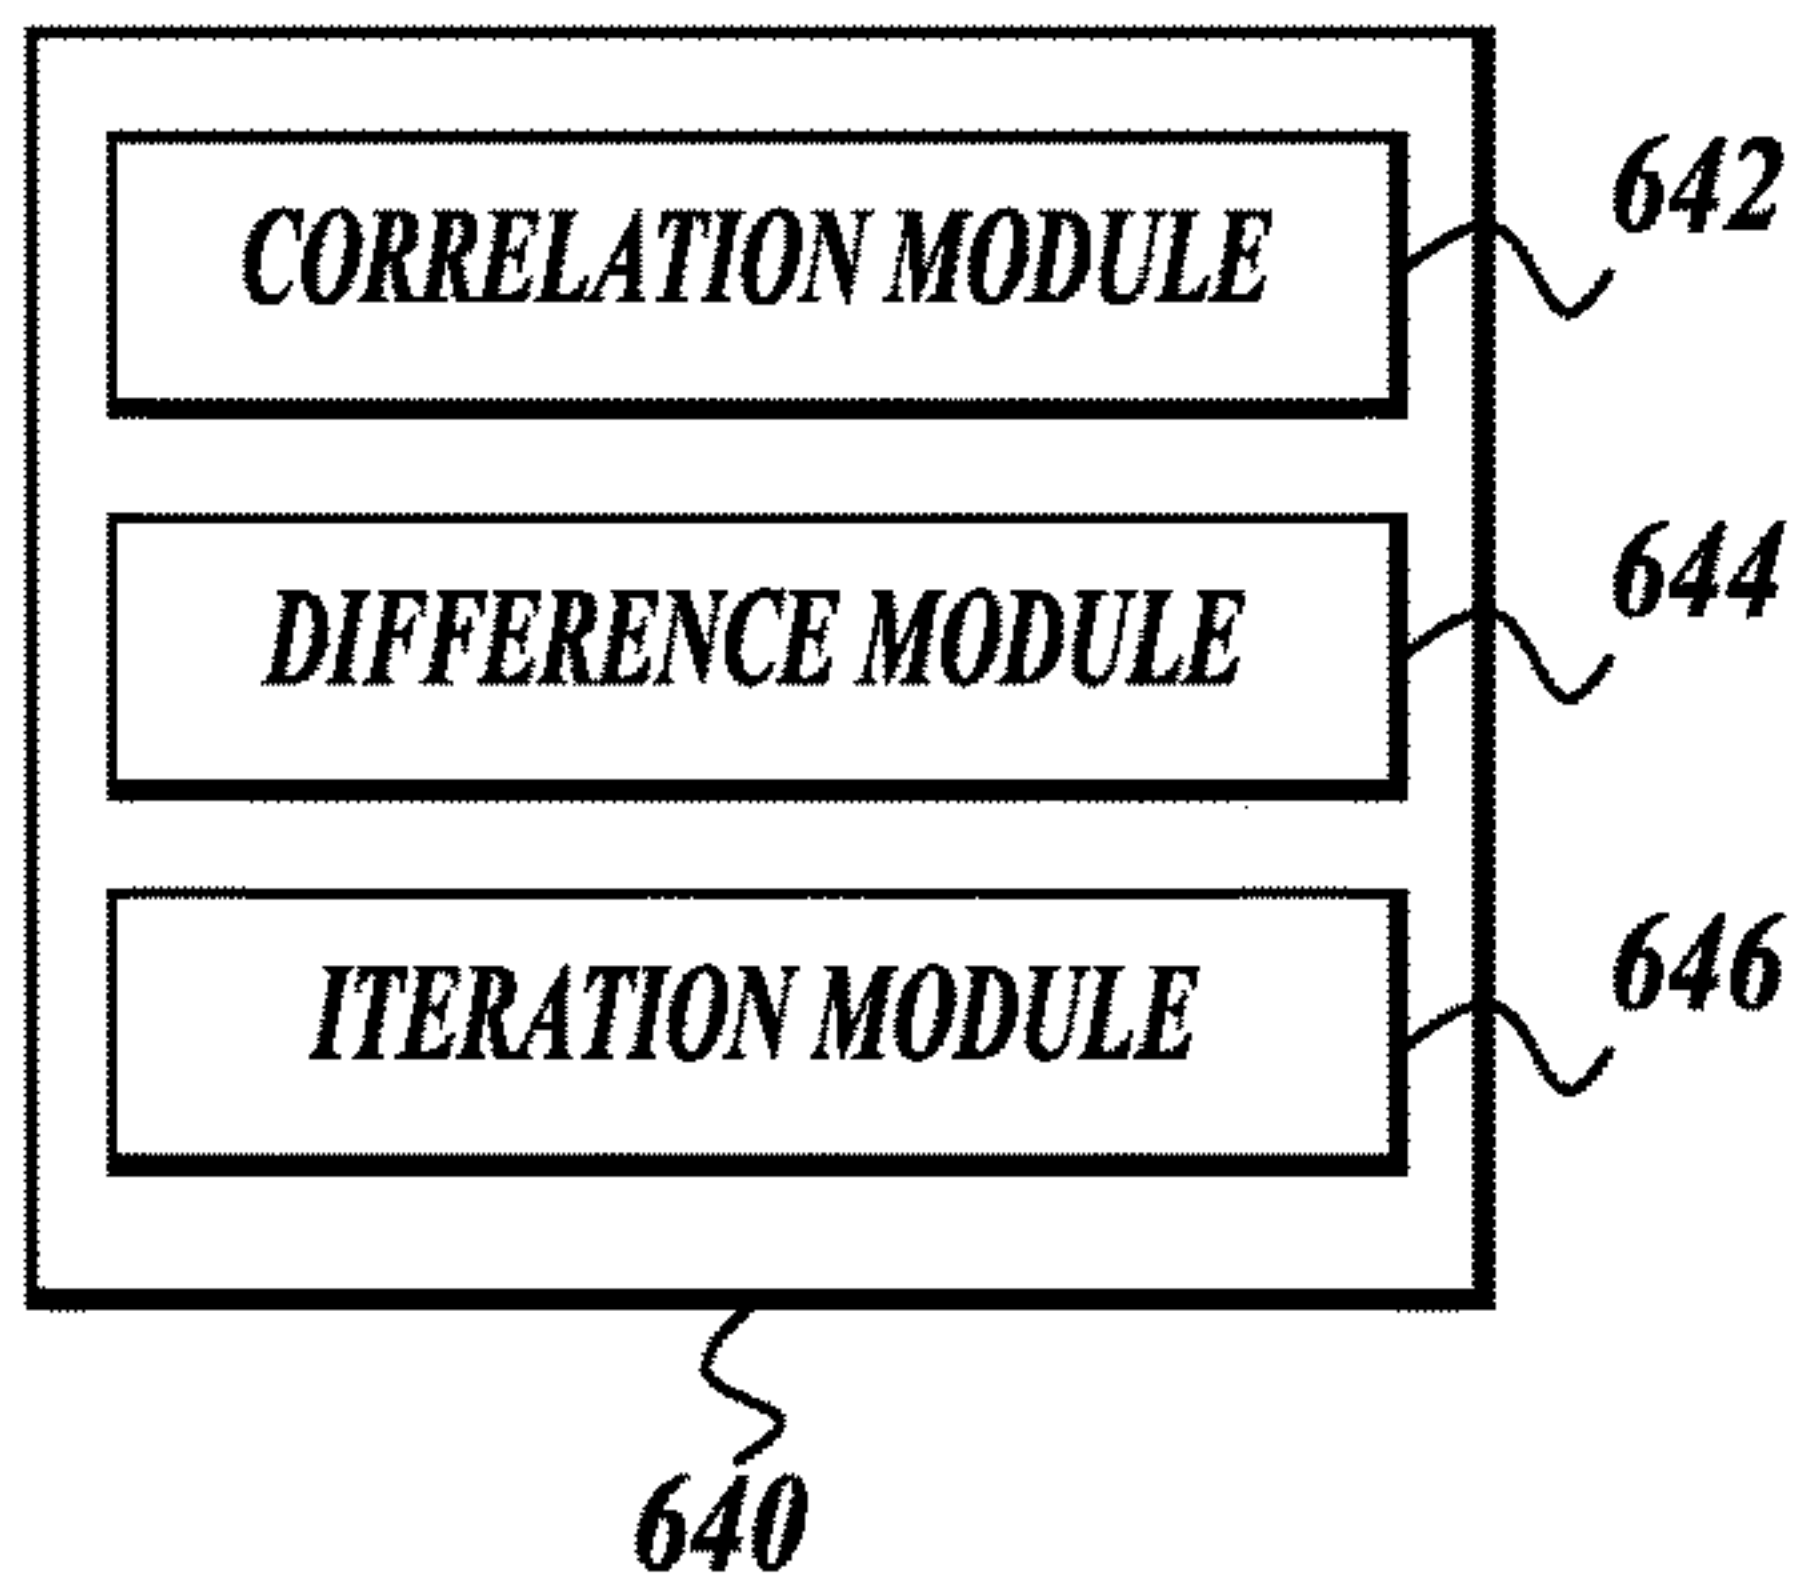 CORRELATION MODULE
642
DIFFERENCE MODULE
644
ITERATION MODULE
646
640